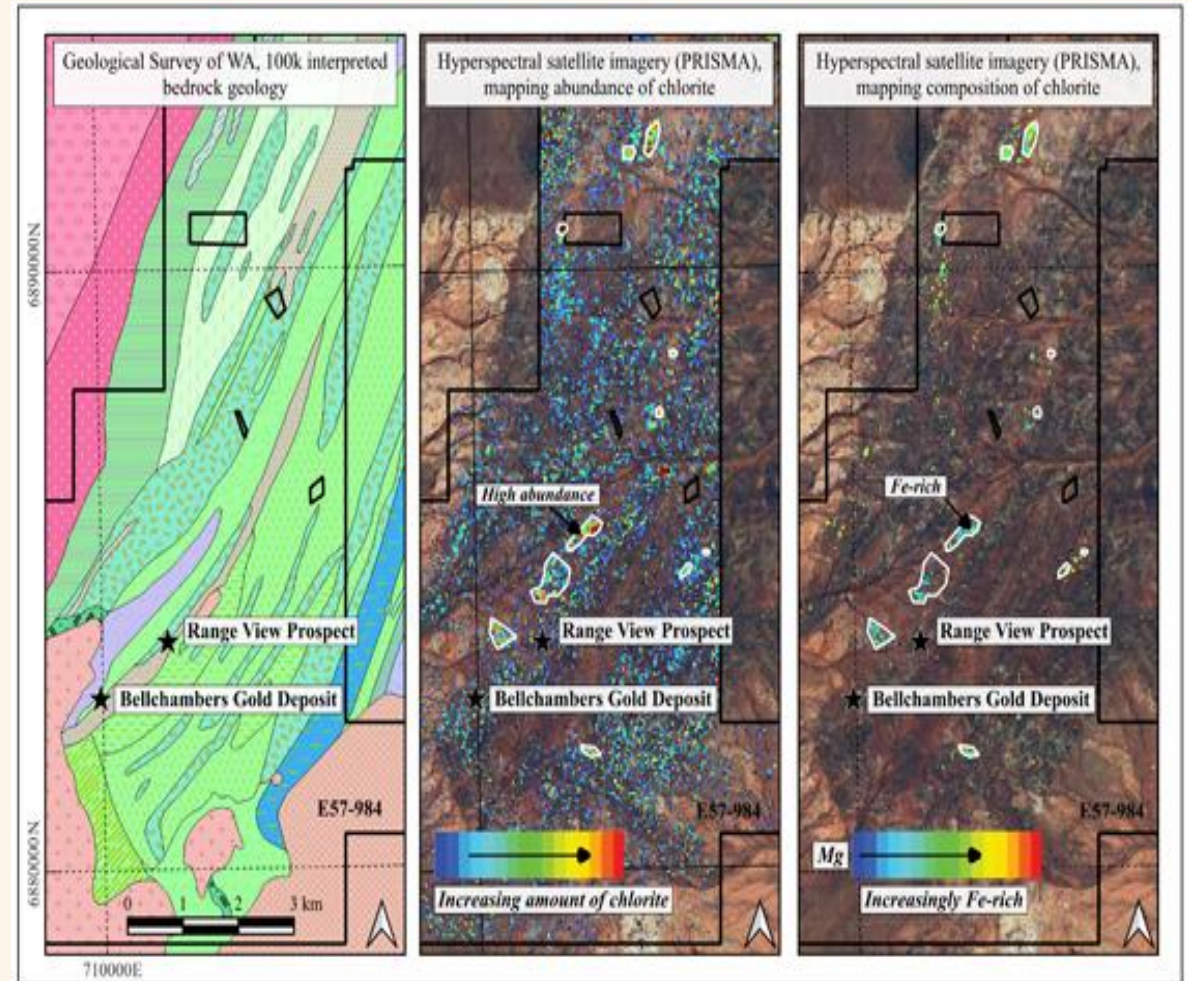 Geological Survey of WA, 100k interpreted
bedrock geology
Hyperspectral satellite imagery (PRISMA),
mapping abundance of chlorite
Hyperspectral satellite imagery (PRISMA),
mapping composition of chlorite
6890000N
High abundance
Fe-rich
Range View Prospect
Range View Prospect
Range View Prospect
Bellchambers Gold Deposit
Bellchambers Gold Deposit
Bellchambers Gold Deposit
E57-984
E57-984
E57-984
6880000N
Mg
0 1 2 3 km
Increasing amount of chlorite
Increasingly Fe-rich
710000E